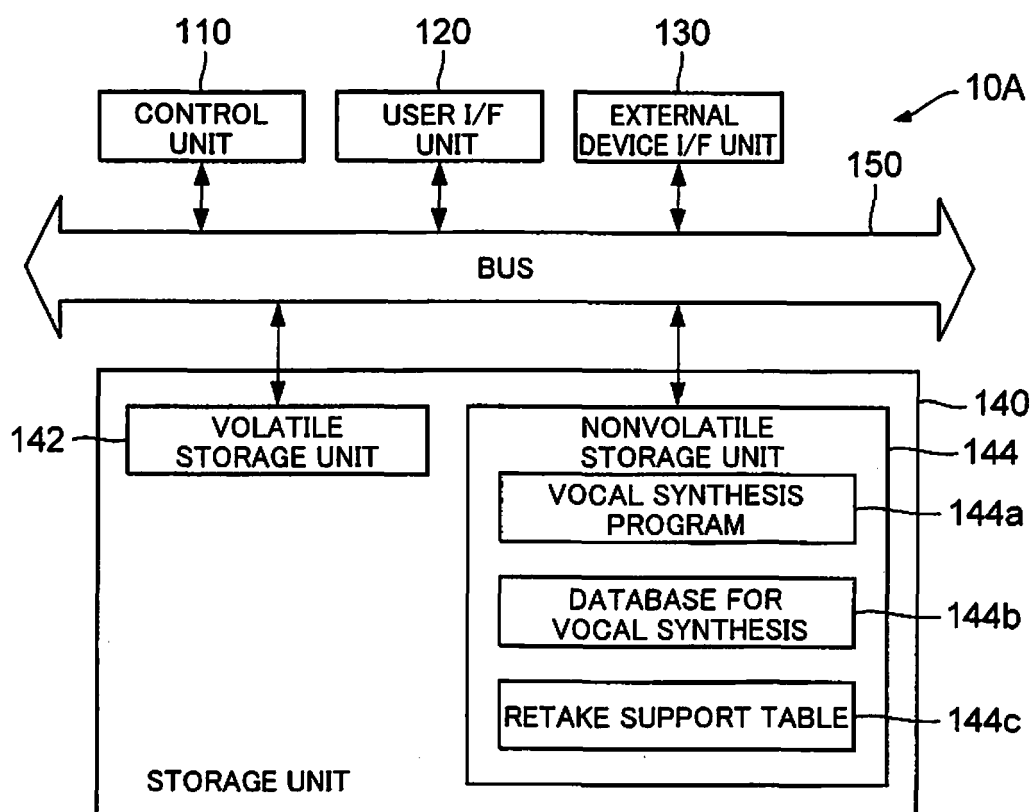 110
120
130
10A
CONTROL
UNIT
USER I/F
UNIT
EXTERNAL
DEVICE I/F UNIT
150
BUS
140
142
VOLATILE
STORAGE UNIT
NONVOLATILE
STORAGE UNIT
144
VOCAL SYNTHESIS
PROGRAM
144a
DATABASE FOR
VOCAL SYNTHESIS
144b
RETAKE SUPPORT TABLE
144c
STORAGE UNIT